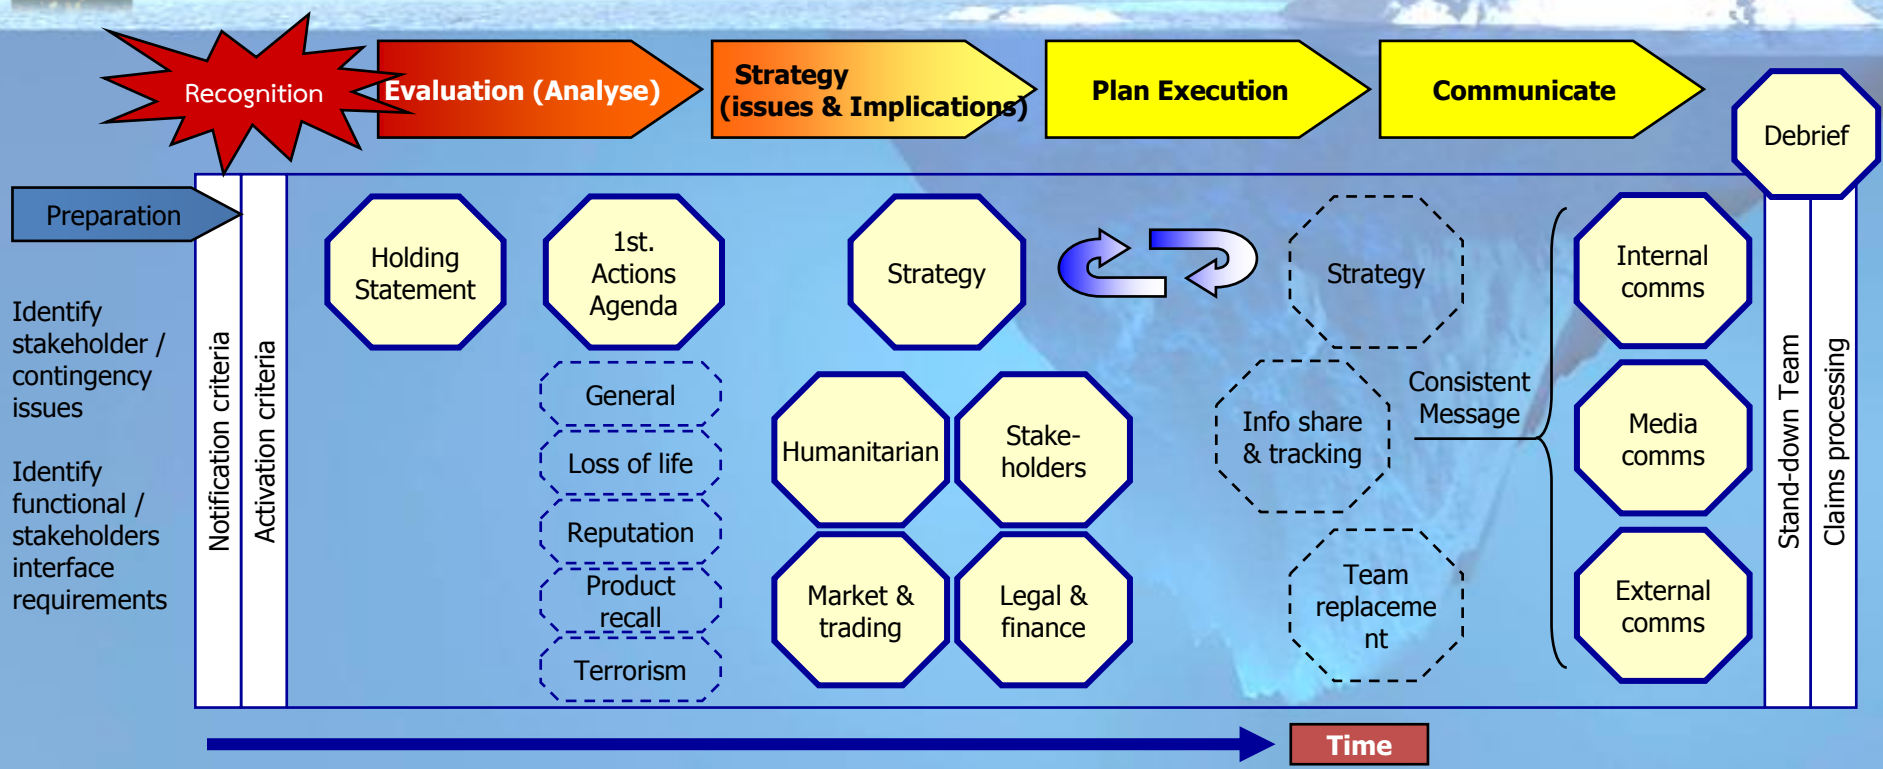 Recognition
Evaluation (Analyse)
Strategy
(issues & Implications)
Plan Execution
Communicate
Debrief
Preparation
Identify
stakeholder /
contingency
issues
Identify
functional /
stakeholders
interface
requirements
Notification criteria
Activation criteria
Holding
Statement
1st.
Actions
Agenda
General
Loss of life
Reputation
Product
recall
Terrorism
Strategy
Humanitarian
Stake-
holders
Market &
trading
Legal &
finance
Strategy
Info share
& tracking
Team
replaceme
nt
Consistent
Message
Internal
comms
Media
comms
External
comms
Stand-down Team
Claims processing
Time